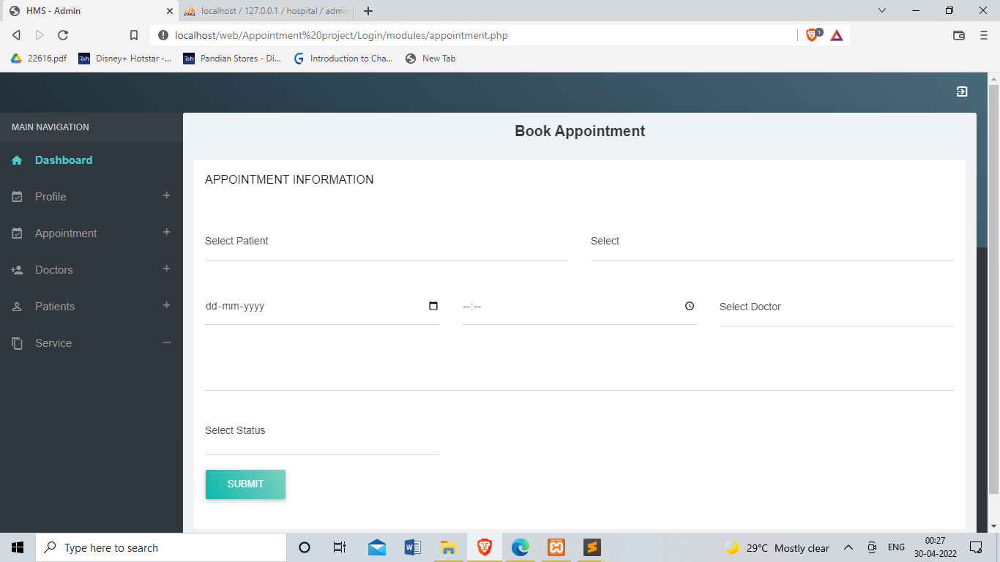 HMS - Admin
localhost / 127.0.0.1 / hospital / admin
localhost/web/Appointment%20project/Login/modules/appointment.php
1
22616.pdf
Disney+ Hotstar -...
Pandian Stores - Di...
Introduction to Cha...
New Tab
MAIN NAVIGATION
Dashboard
Profile
Appointment
Doctors
Patients
Service
Book Appointment
APPOINTMENT INFORMATION
Select Patient
Select
dd-mm-yyyy
--:--
Select Doctor
Select Status
SUBMIT
Type here to search
29°C Mostly clear
ENG
00:27
30-04-2022